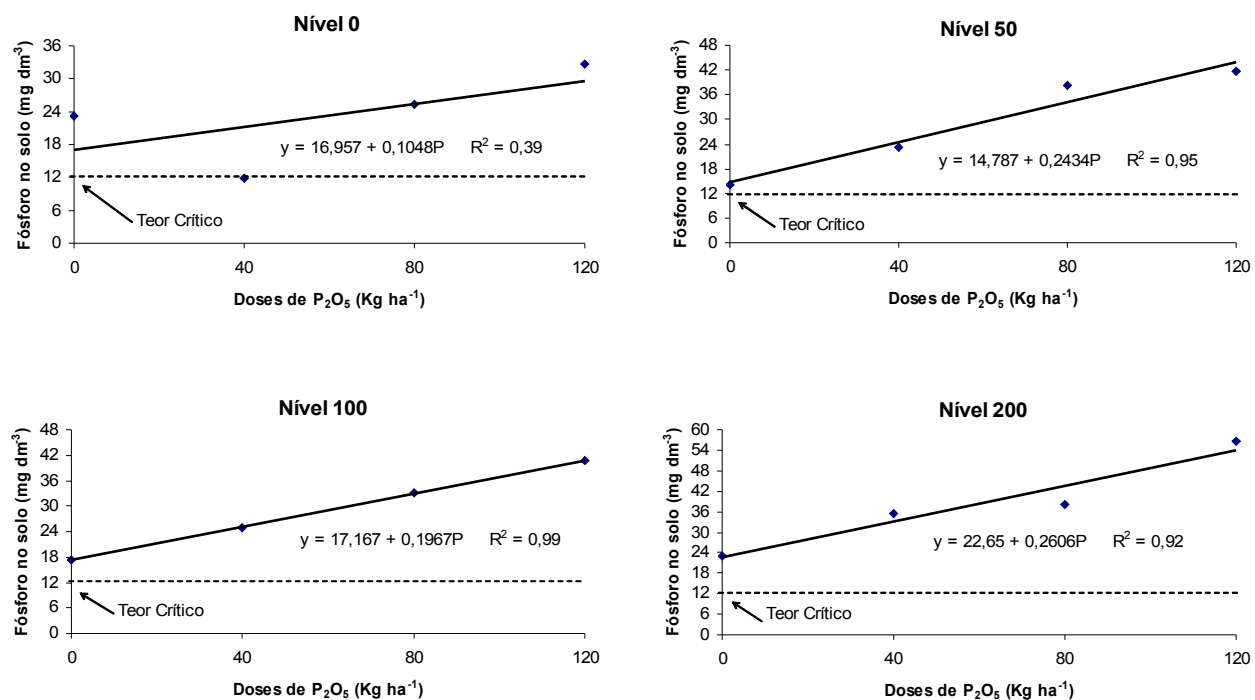 Nível 0
Fósforo no solo (mg dm⁻³)
36
30
24
18
12
6
0
y = 16,957 + 0,1048P R² = 0,39
Teor Crítico
0 40 80 120
Doses de P₂O₅ (Kg ha⁻¹)
Nível 50
Fósforo no solo (mg dm⁻³)
48
42
36
30
24
18
12
6
0
y = 14,787 + 0,2434P R² = 0,95
Teor Crítico
0 40 80 120
Doses de P₂O₅ (Kg ha⁻¹)
Nível 100
Fósforo no solo (mg dm⁻³)
48
42
36
30
24
18
12
6
0
y = 17,167 + 0,1967P R² = 0,99
Teor Crítico
0 40 80 120
Doses de P₂O₅ (Kg ha⁻¹)
Nível 200
Fósforo no solo (mg dm⁻³)
60
54
48
42
36
30
24
18
12
6
0
y = 22,65 + 0,2606P R² = 0,92
Teor Crítico
0 40 80 120
Doses de P₂O₅ (Kg ha⁻¹)